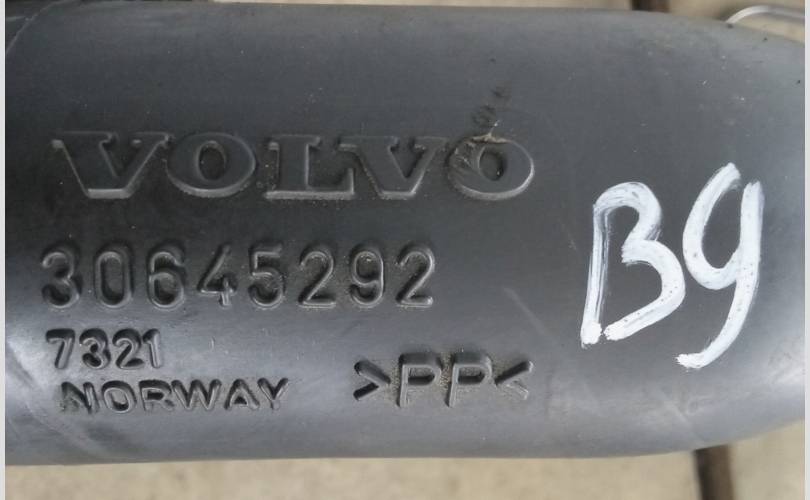 VOLVO
30645292
7321
NORWAY
>PP<
B9